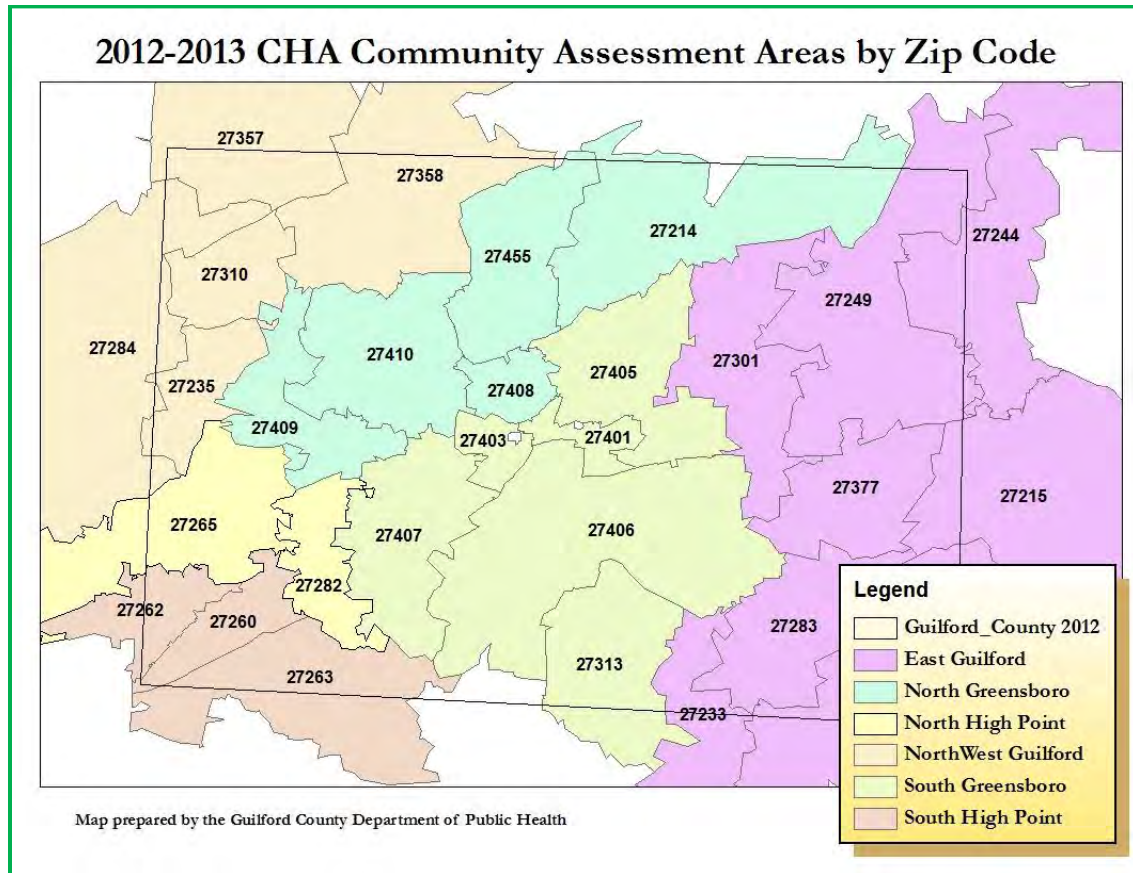 2012-2013 CHA Community Assessment Areas by Zip Code
27357
27358
27214
27244
27455
27310
27249
27284
27410
27301
27405
27235
27408
27409
27403
27401
27377
27215
27265
27407
27406
27282
27262
27260
27283
27313
27263
27233
Legend
Guilford_County 2012
East Guilford
North Greensboro
North High Point
NorthWest Guilford
South Greensboro
South High Point
Map prepared by the Guilford County Department of Public Health